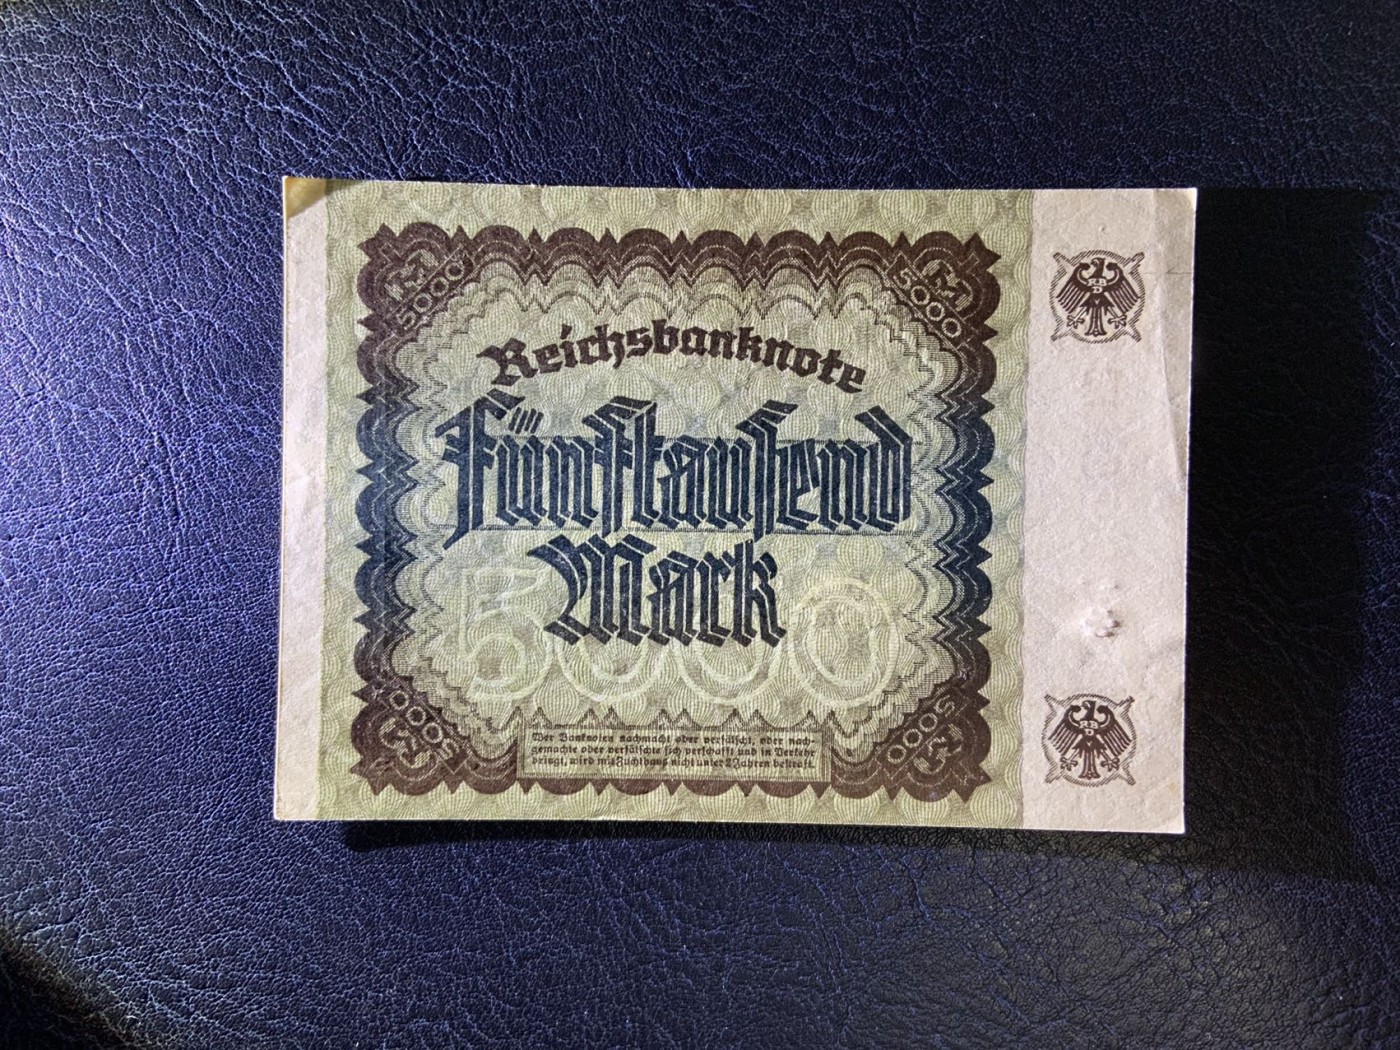 5000 M
5000 M
Reichsbanknote
Fünftausend
Mark
5000
Wer Banknoten nachmacht oder verfälscht, oder nach-
gemachte oder verfälschte sich verschafft und in Verkehr
bringt, wird mit Zuchthaus nicht unter 2 Jahren bestraft.
5000 M
5000 M